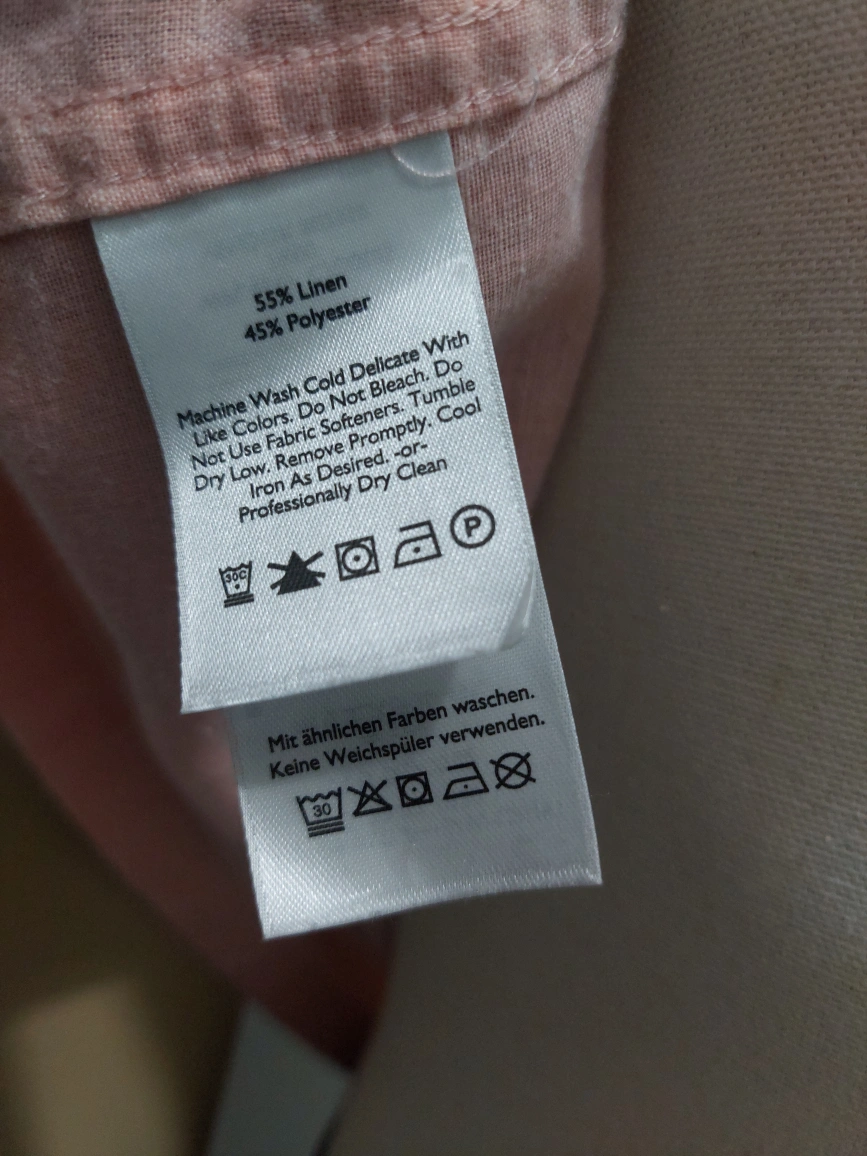 55% Linen
45% Polyester
Machine Wash Cold Delicate With
Like Colors. Do Not Bleach. Do
Not Use Fabric Softeners. Tumble
Dry Low. Remove Promptly. Cool
Iron As Desired. -or-
Professionally Dry Clean
30C P
Mit ähnlichen Farben waschen.
Keine Weichspüler verwenden.
30